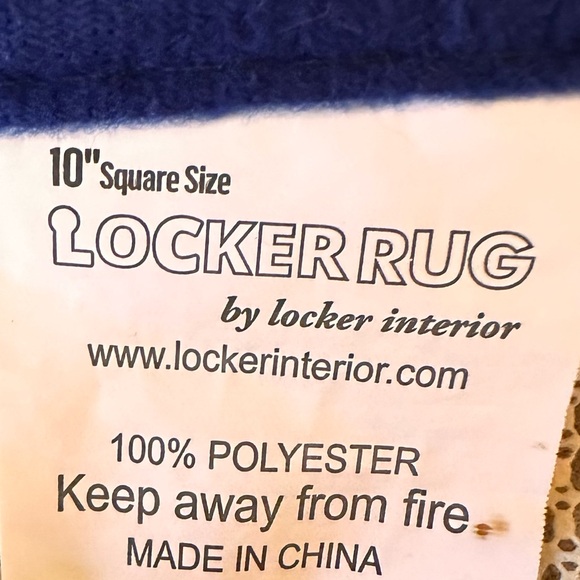 10" Square Size
LOCKER RUG
by locker interior
www.lockerinterior.com
100% POLYESTER
Keep away from fire
MADE IN CHINA